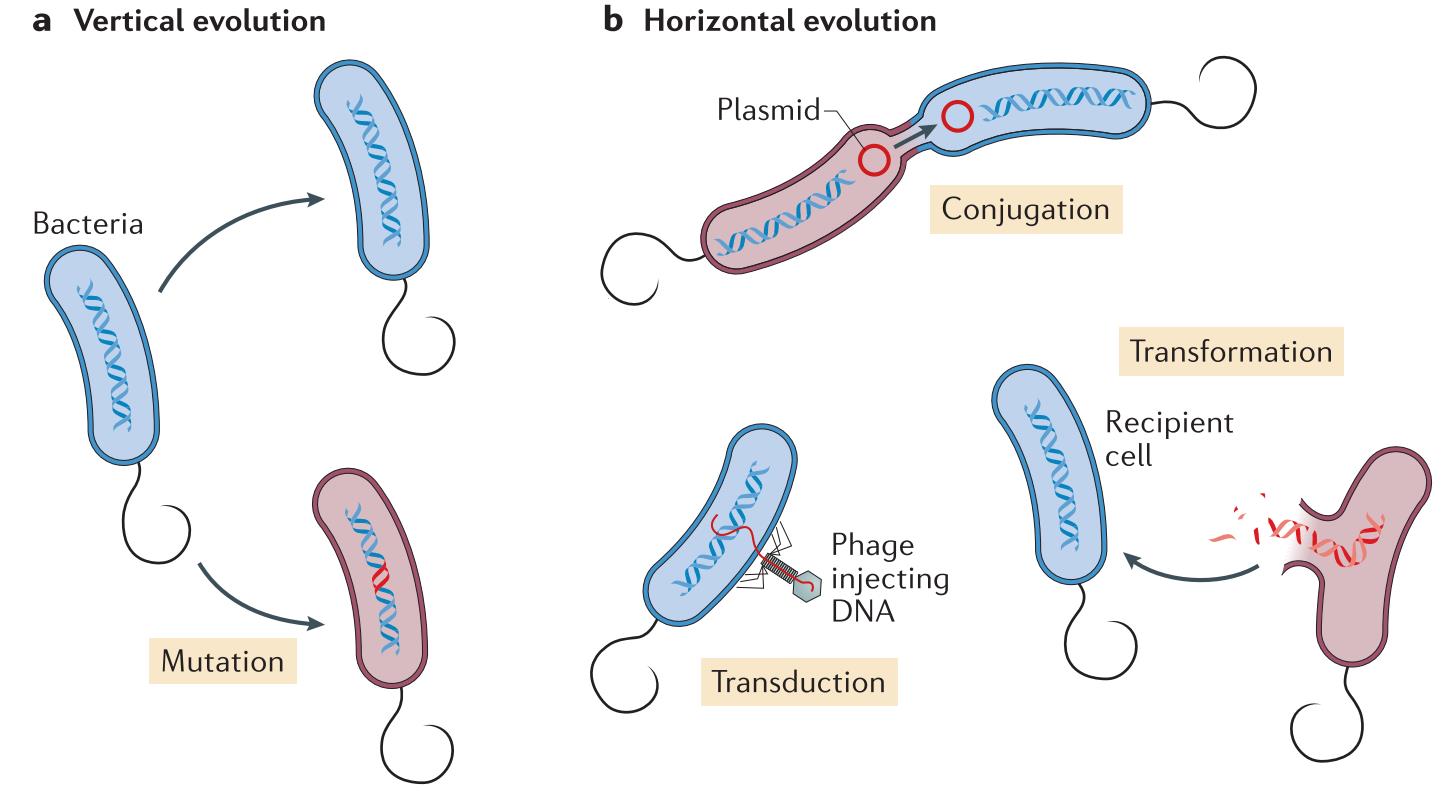 a Vertical evolution
Bacteria
Mutation
b Horizontal evolution
Plasmid
Conjugation
Transformation
Recipient
cell
Phage
injecting
DNA
Transduction